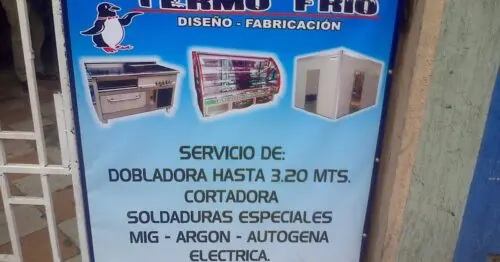 TERMO FRIO
DISEÑO - FABRICACIÓN
SERVICIO DE:
DOBLADORA HASTA 3.20 MTS.
CORTADORA
SOLDADURAS ESPECIALES
MIG - ARGON - AUTOGENA
ELECTRICA.